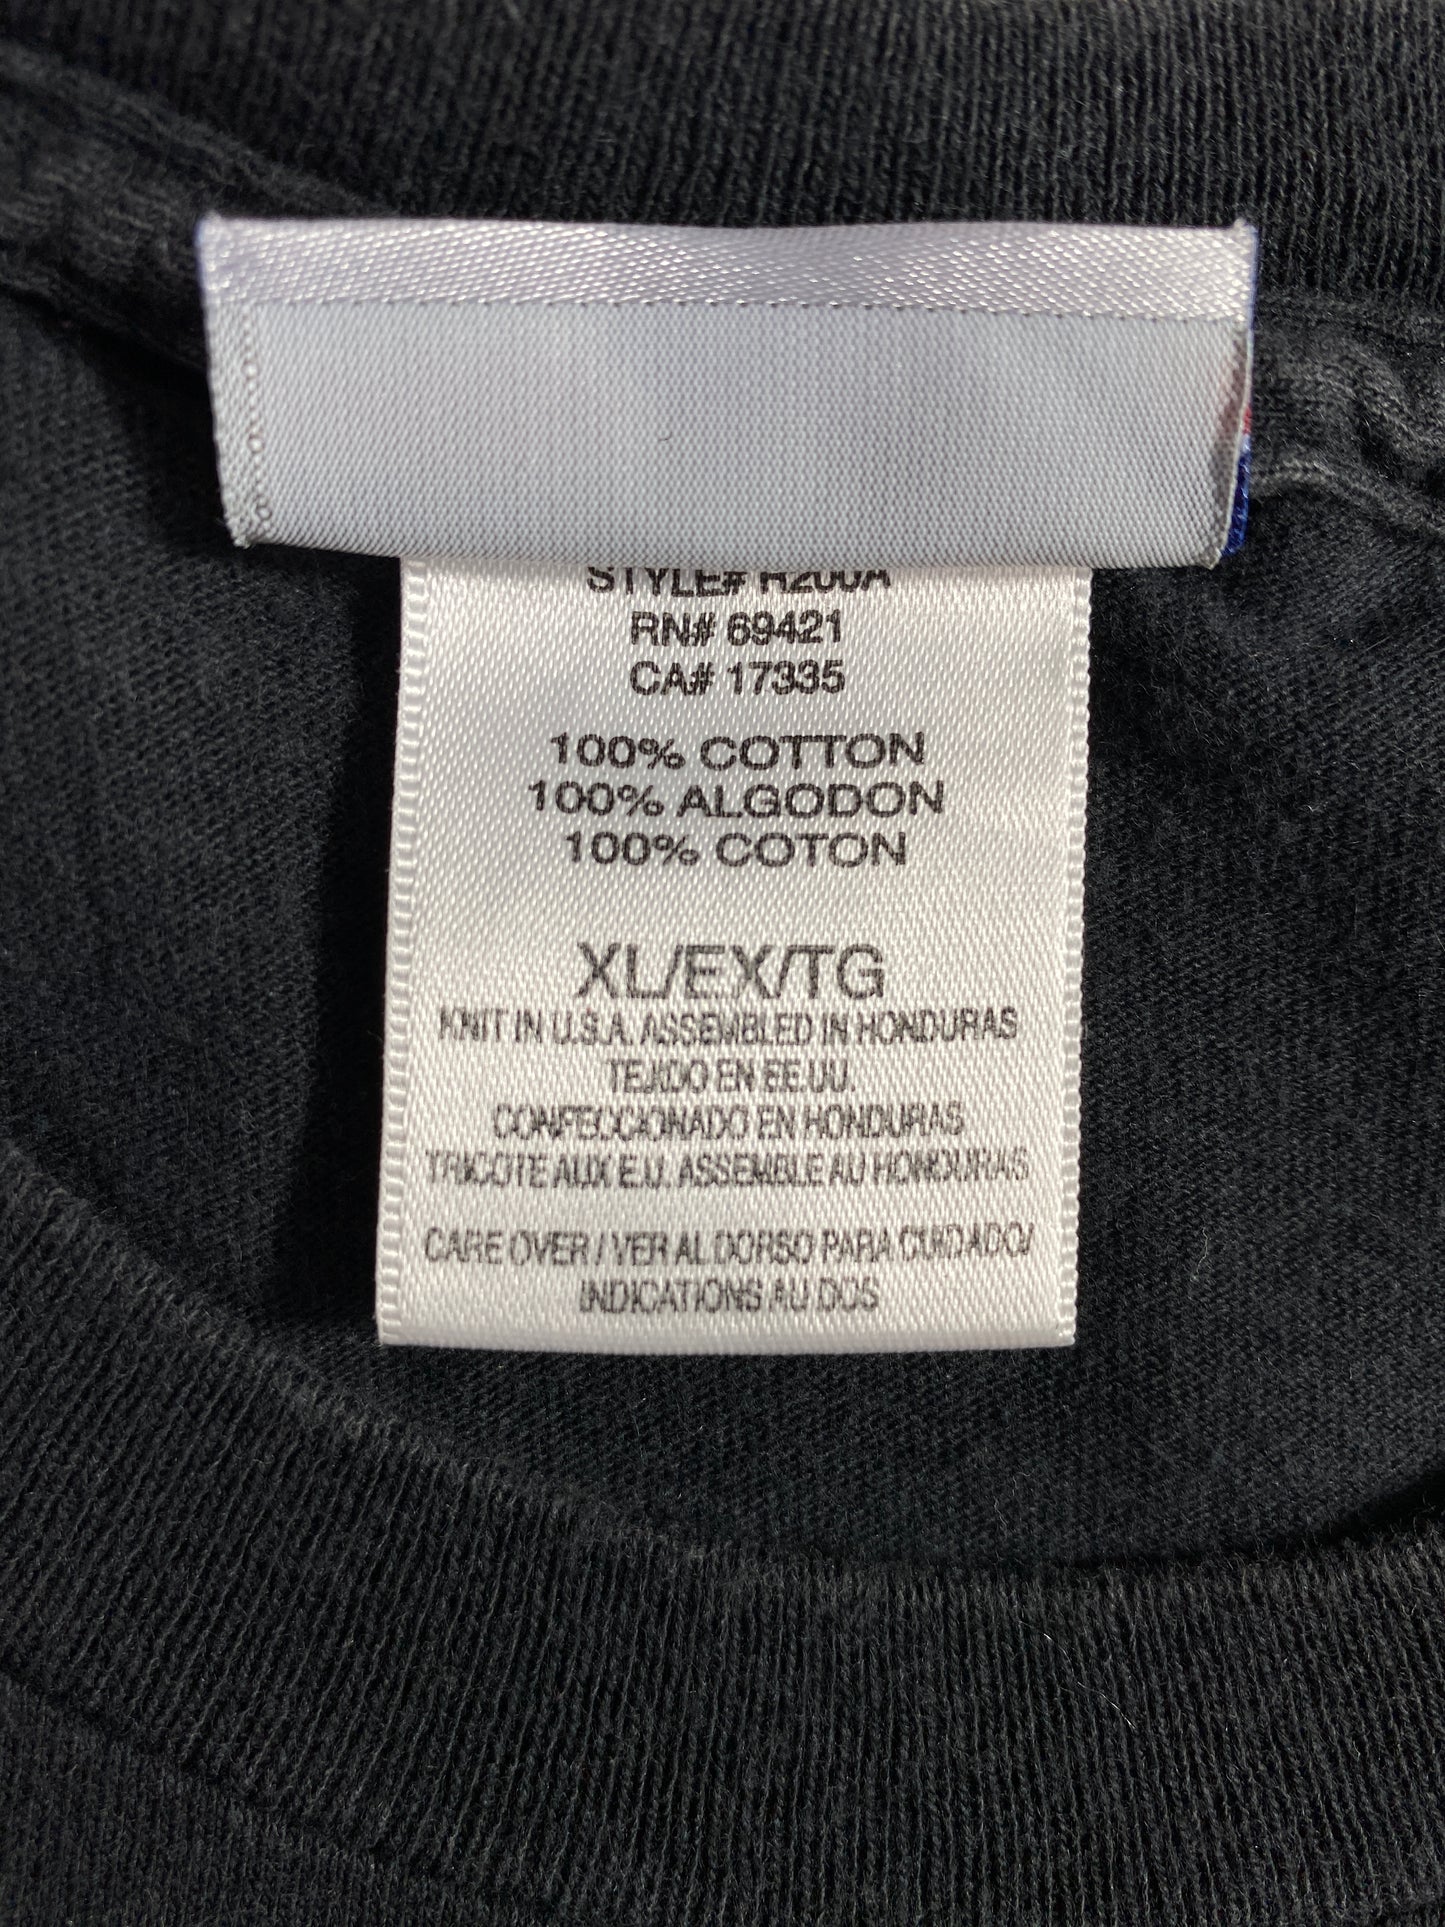 STYLE# H200A
RN# 69421
CA# 17335
100% COTTON
100% ALGODON
100% COTON
XL/EX/TG
KNIT IN U.S.A. ASSEMBLED IN HONDURAS
TEJIDO EN EE.UU.
CONFECCIONADO EN HONDURAS
TRICOTE AUX E.U. ASSEMBLE AU HONDURAS
CARE OVER / VER AL DORSO PARA CUIDADO/
INDICATIONS AU DOS